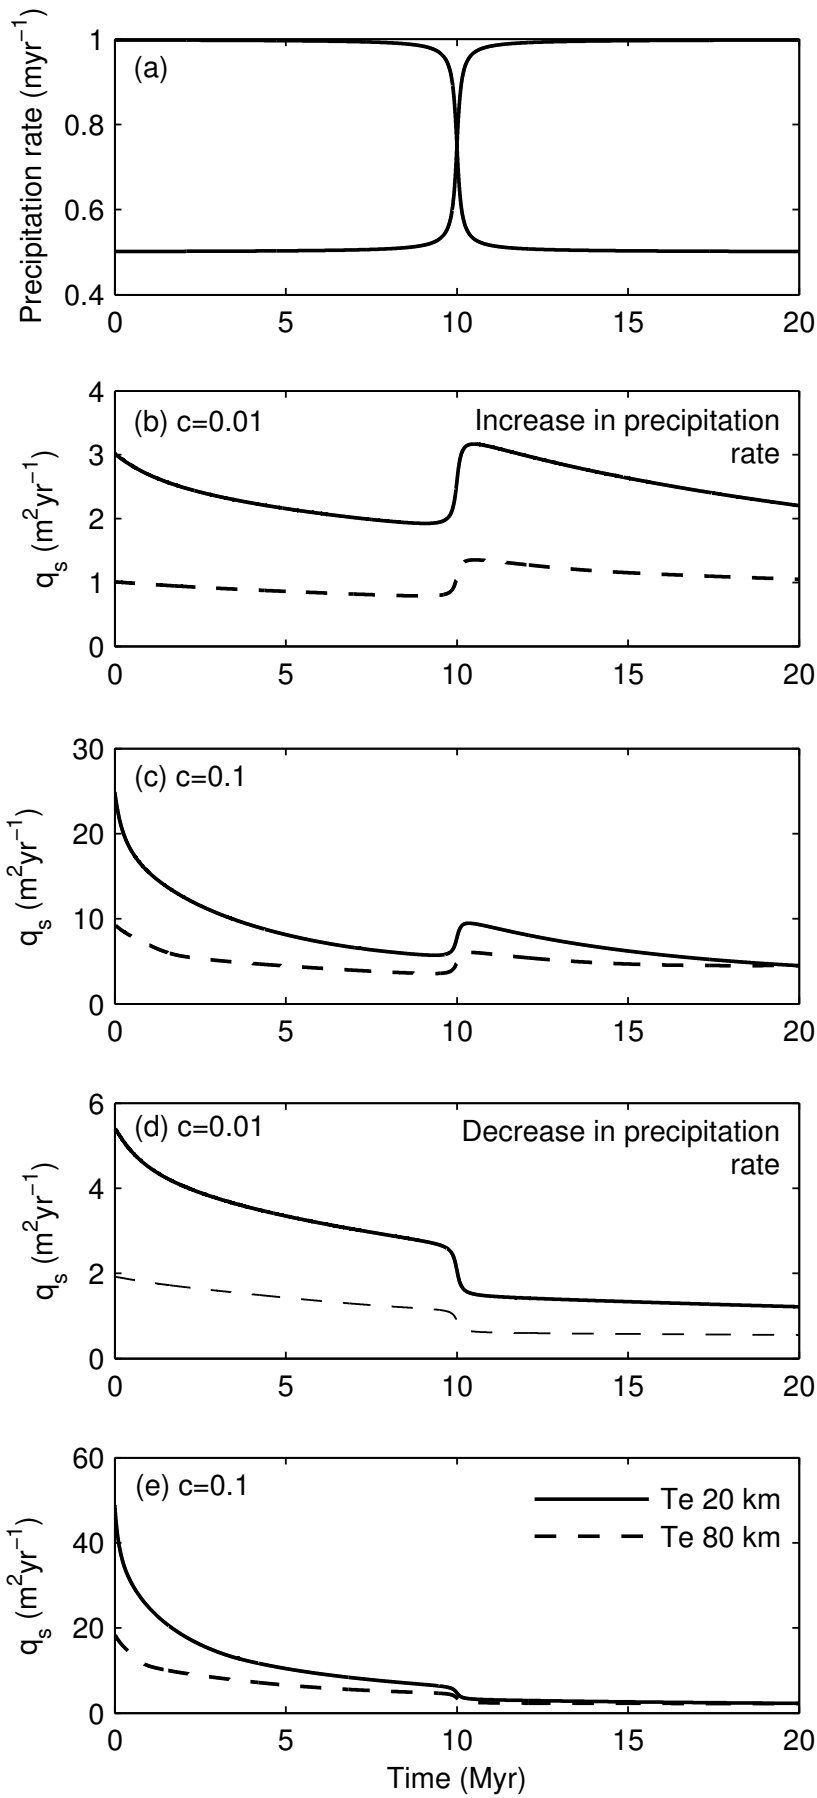 (a)
Precipitation rate (myr⁻¹)
1
0.8
0.6
0.4
0 5 10 15 20
(b) c=0.01
Increase in precipitation
rate
qₛ (m²yr⁻¹)
4
3
2
1
0
0 5 10 15 20
(c) c=0.1
qₛ (m²yr⁻¹)
30
20
10
0
0 5 10 15 20
(d) c=0.01
Decrease in precipitation
rate
qₛ (m²yr⁻¹)
6
4
2
0
0 5 10 15 20
(e) c=0.1
Te 20 km
Te 80 km
qₛ (m²yr⁻¹)
60
40
20
0
0 5 10 15 20
Time (Myr)